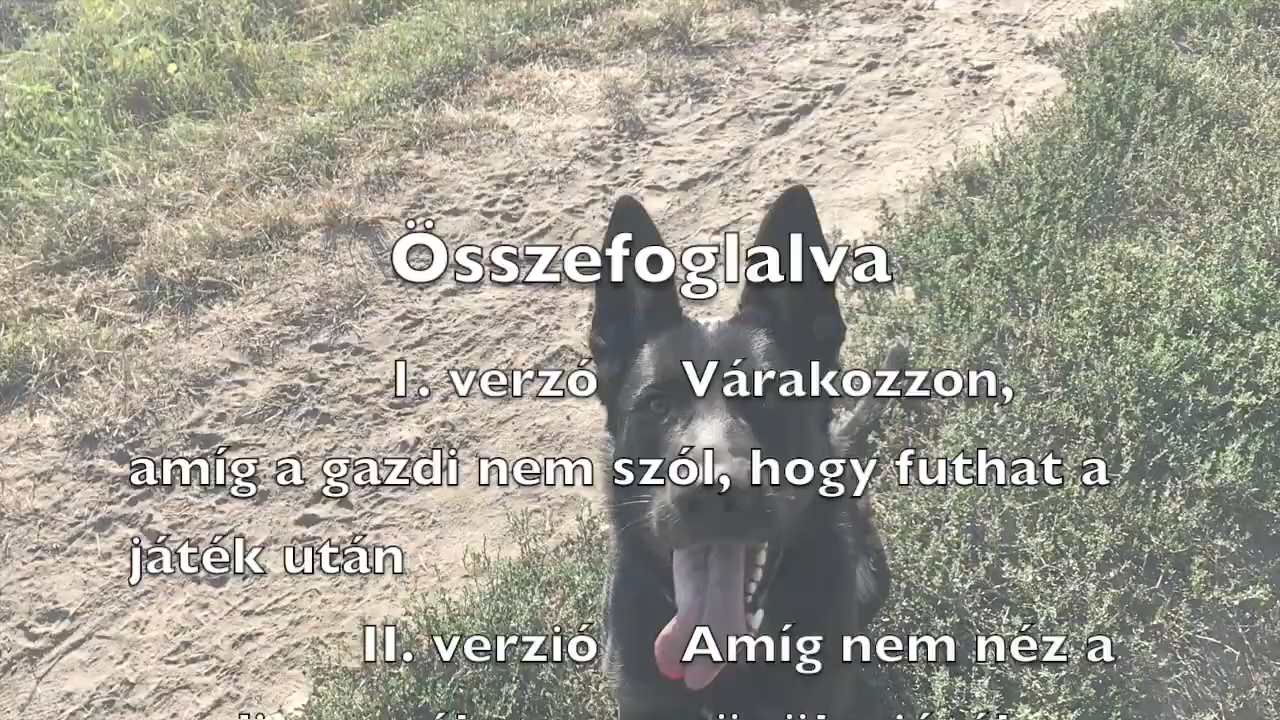 Összefoglalva
I. verzó Várakozzon,
amíg a gazdi nem szól, hogy futhat a
játék után
II. verzió Amíg nem néz a